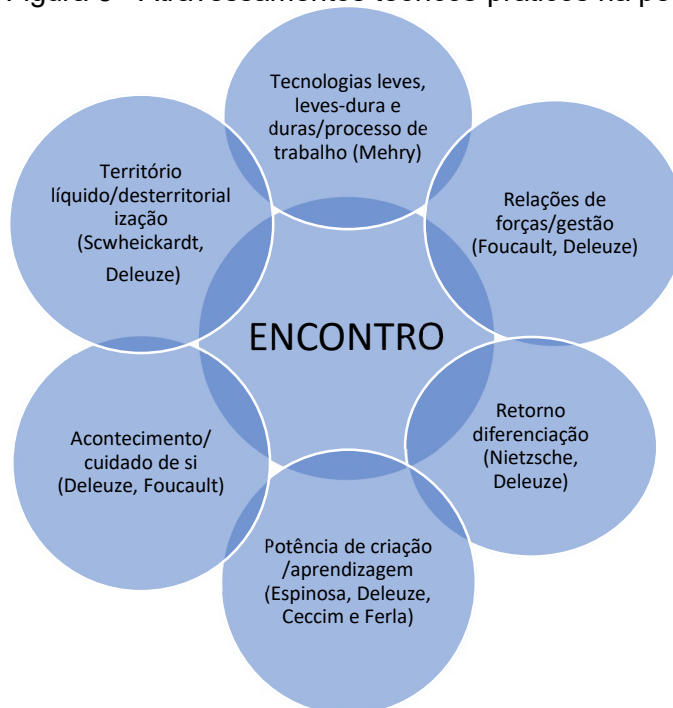 Tecnologias leves,
leves-dura e
duras/processo de
trabalho (Mehry)
Território
líquido/desterritorial
ização
(Scwheickardt,
Deleuze)
Relações de
forças/gestão
(Foucault, Deleuze)
ENCONTRO
Acontecimento/
cuidado de si
(Deleuze, Foucault)
Retorno
diferenciação
(Nietzsche,
Deleuze)
Potência de criação
/aprendizagem
(Espinosa, Deleuze,
Ceccim e Ferla)